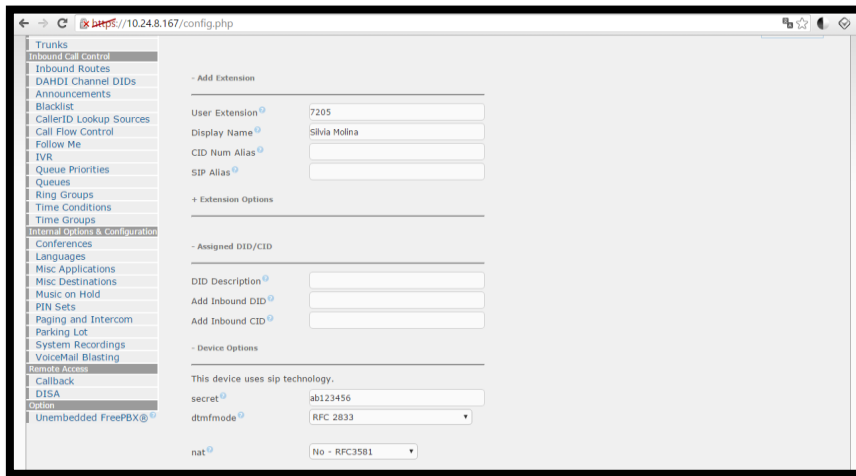 https://10.24.8.167/config.php
Trunks
Inbound Call Control
Inbound Routes
DAHDI Channel DIDs
Announcements
Blacklist
CallerID Lookup Sources
Call Flow Control
Follow Me
IVR
Queue Priorities
Queues
Ring Groups
Time Conditions
Time Groups
Internal Options & Configuration
Conferences
Languages
Misc Applications
Misc Destinations
Music on Hold
PIN Sets
Paging and Intercom
Parking Lot
System Recordings
VoiceMail Blasting
Remote Access
Callback
DISA
Option
Unembedded FreePBX®
- Add Extension
User Extension 7205
Display Name Silvia Molina
CID Num Alias
SIP Alias
+ Extension Options
- Assigned DID/CID
DID Description
Add Inbound DID
Add Inbound CID
- Device Options
This device uses sip technology.
secret ab123456
dtmfmode RFC 2833
nat No - RFC3581